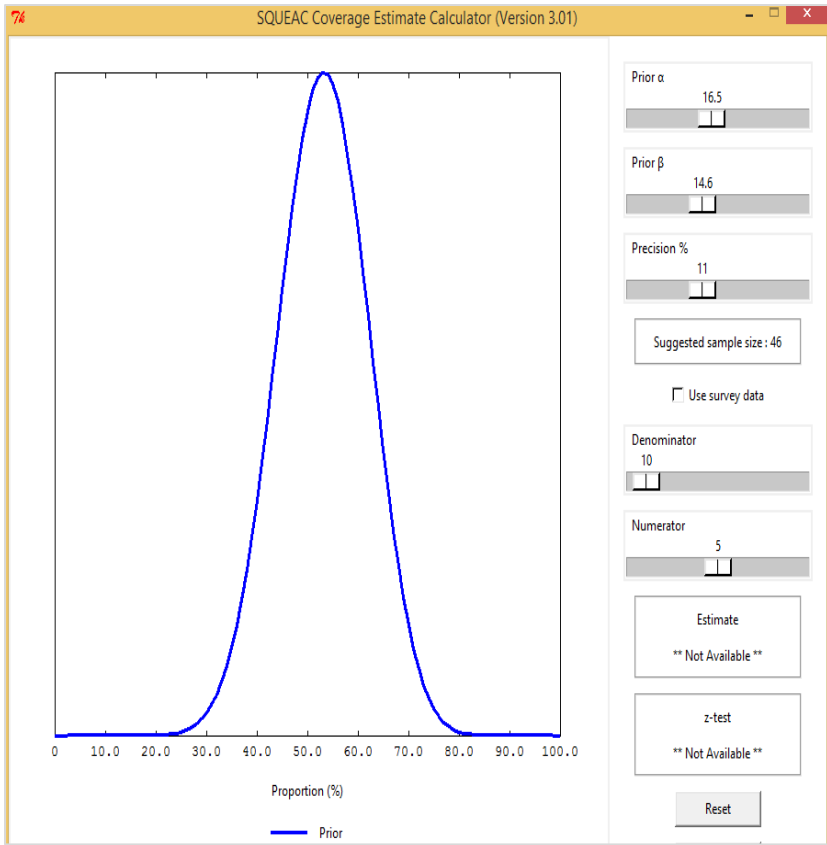 SQUEAC Coverage Estimate Calculator (Version 3.01)
Prior α
16.5
Prior β
14.6
Precision %
11
Suggested sample size : 46
Use survey data
Denominator
10
Numerator
5
Estimate
** Not Available **
z-test
** Not Available **
Reset
0 10.0 20.0 30.0 40.0 50.0 60.0 70.0 80.0 90.0 100.0
Proportion (%)
Prior